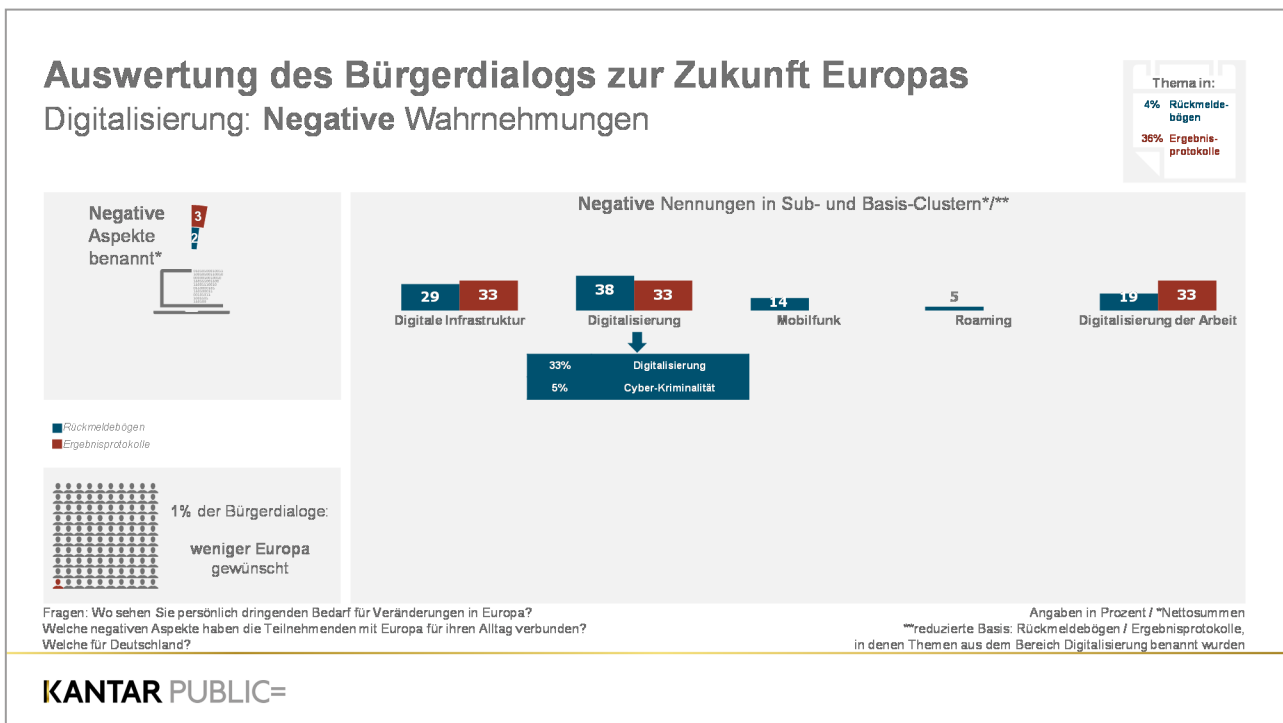 Auswertung des Bürgerdialogs zur Zukunft Europas
Digitalisierung: Negative Wahrnehmungen
Thema in:
4% Rückmelde-
bögen
36% Ergebnis-
protokolle
Negative
Aspekte
benannt*
3
2
Negative Nennungen in Sub- und Basis-Clustern*/**
29 33
Digitale Infrastruktur
38 33
Digitalisierung
14
Mobilfunk
5
Roaming
19 33
Digitalisierung der Arbeit
33% Digitalisierung
5% Cyber-Kriminalität
Rückmeldebögen
Ergebnisprotokolle
1% der Bürgerdialoge:
weniger Europa
gewünscht
Fragen: Wo sehen Sie persönlich dringenden Bedarf für Veränderungen in Europa?
Welche negativen Aspekte haben die Teilnehmenden mit Europa für ihren Alltag verbunden?
Welche für Deutschland?
Angaben in Prozent / *Nettosummen
**reduzierte Basis: Rückmeldebögen / Ergebnisprotokolle,
in denen Themen aus dem Bereich Digitalisierung benannt wurden
KANTAR PUBLIC=